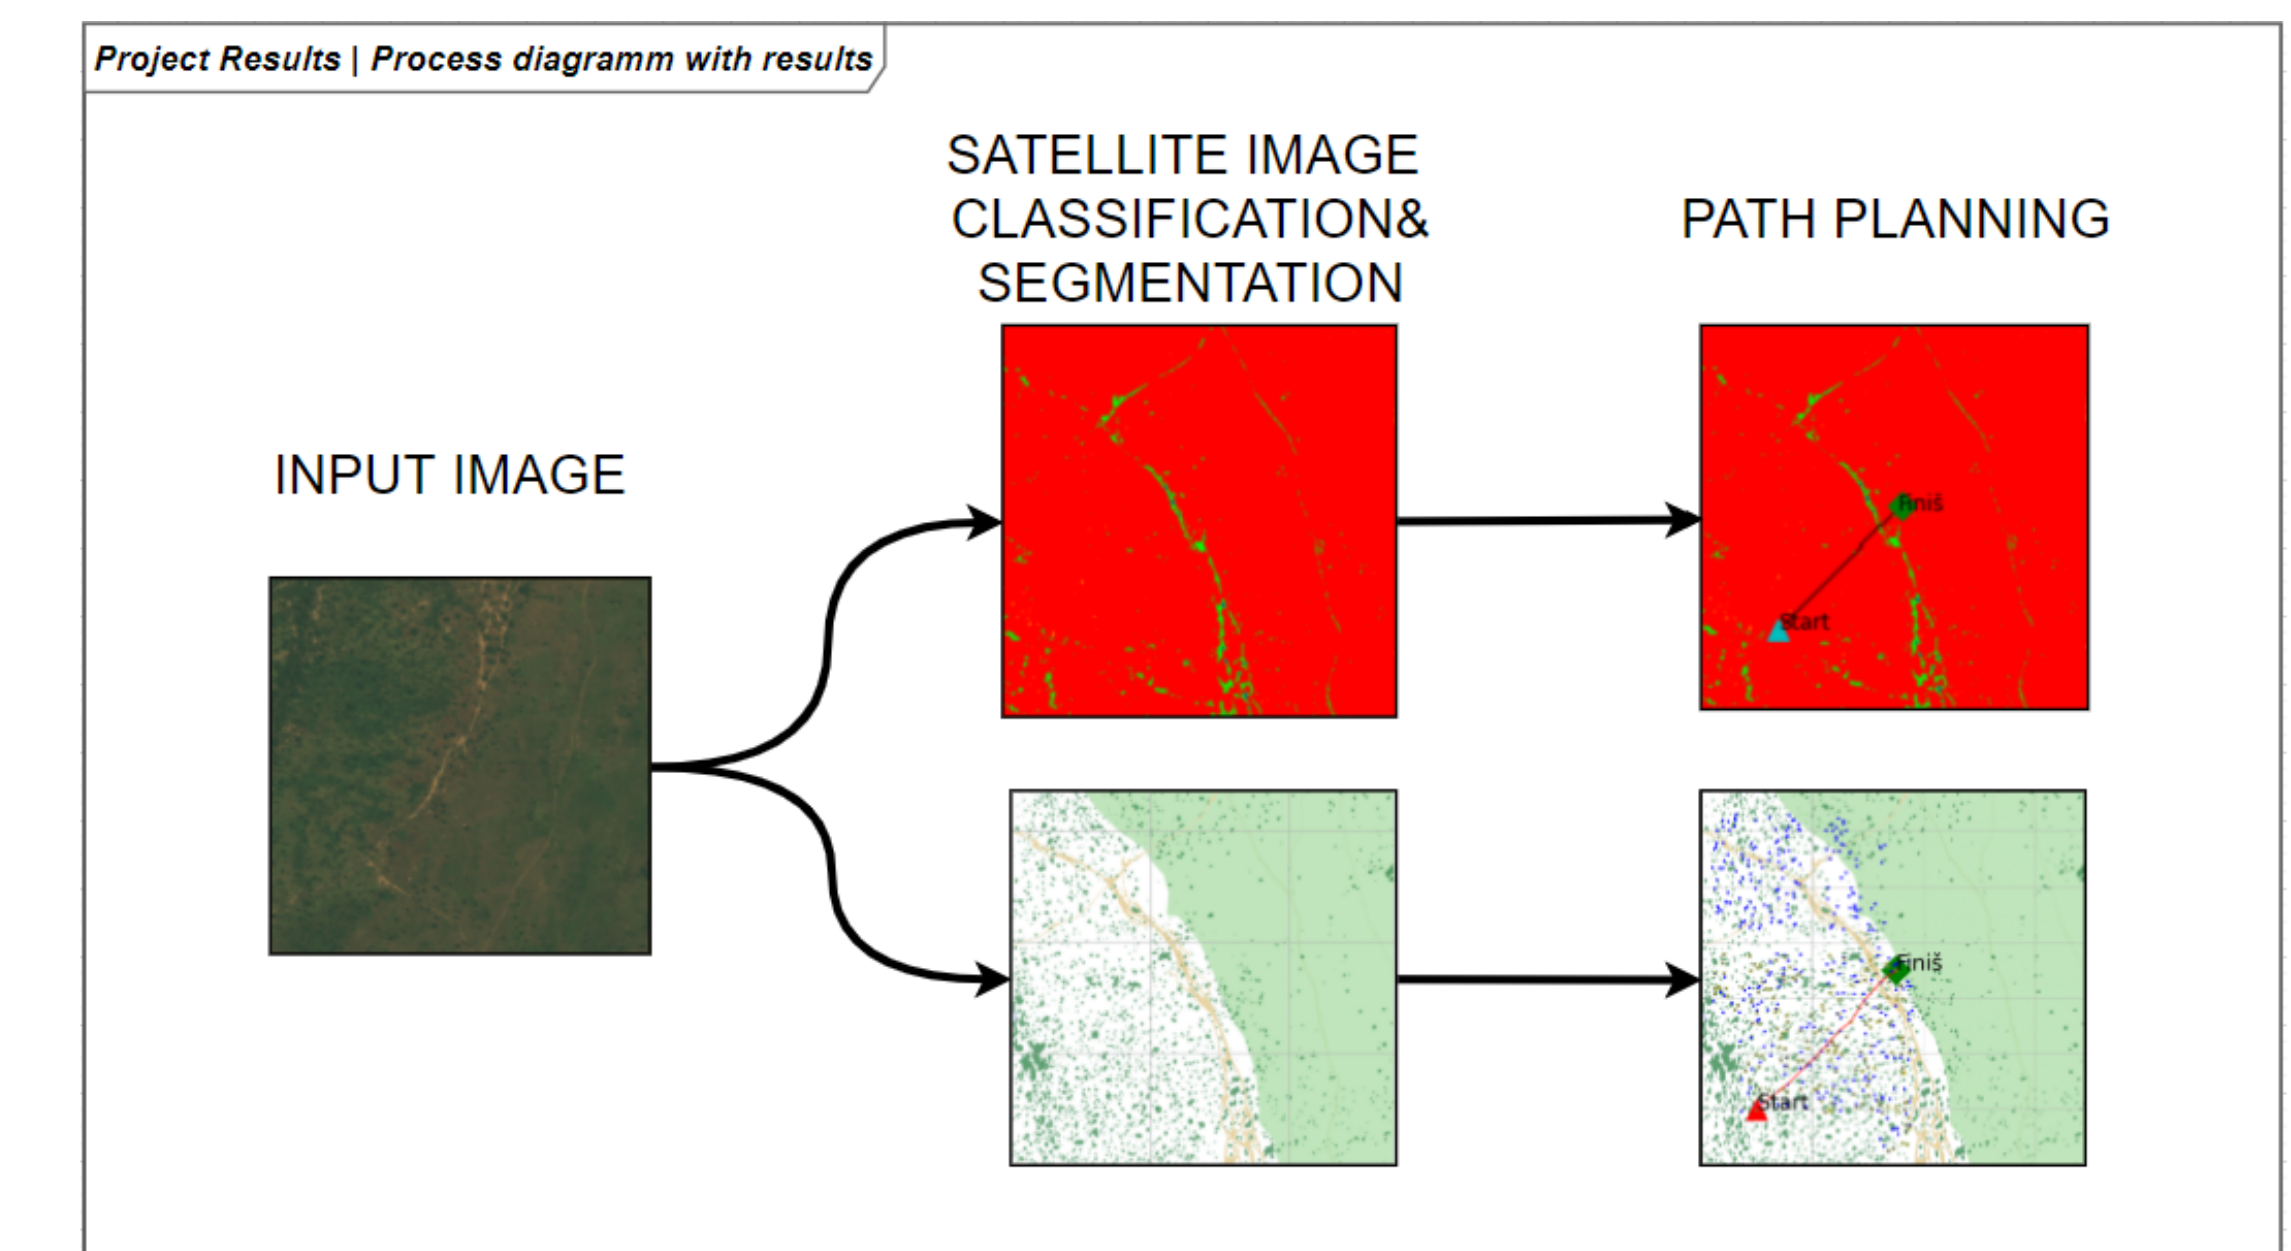 Project Results | Process diagramm with results
SATELLITE IMAGE
CLASSIFICATION&
SEGMENTATION
PATH PLANNING
INPUT IMAGE
Finiš
Start
Finiš
Start